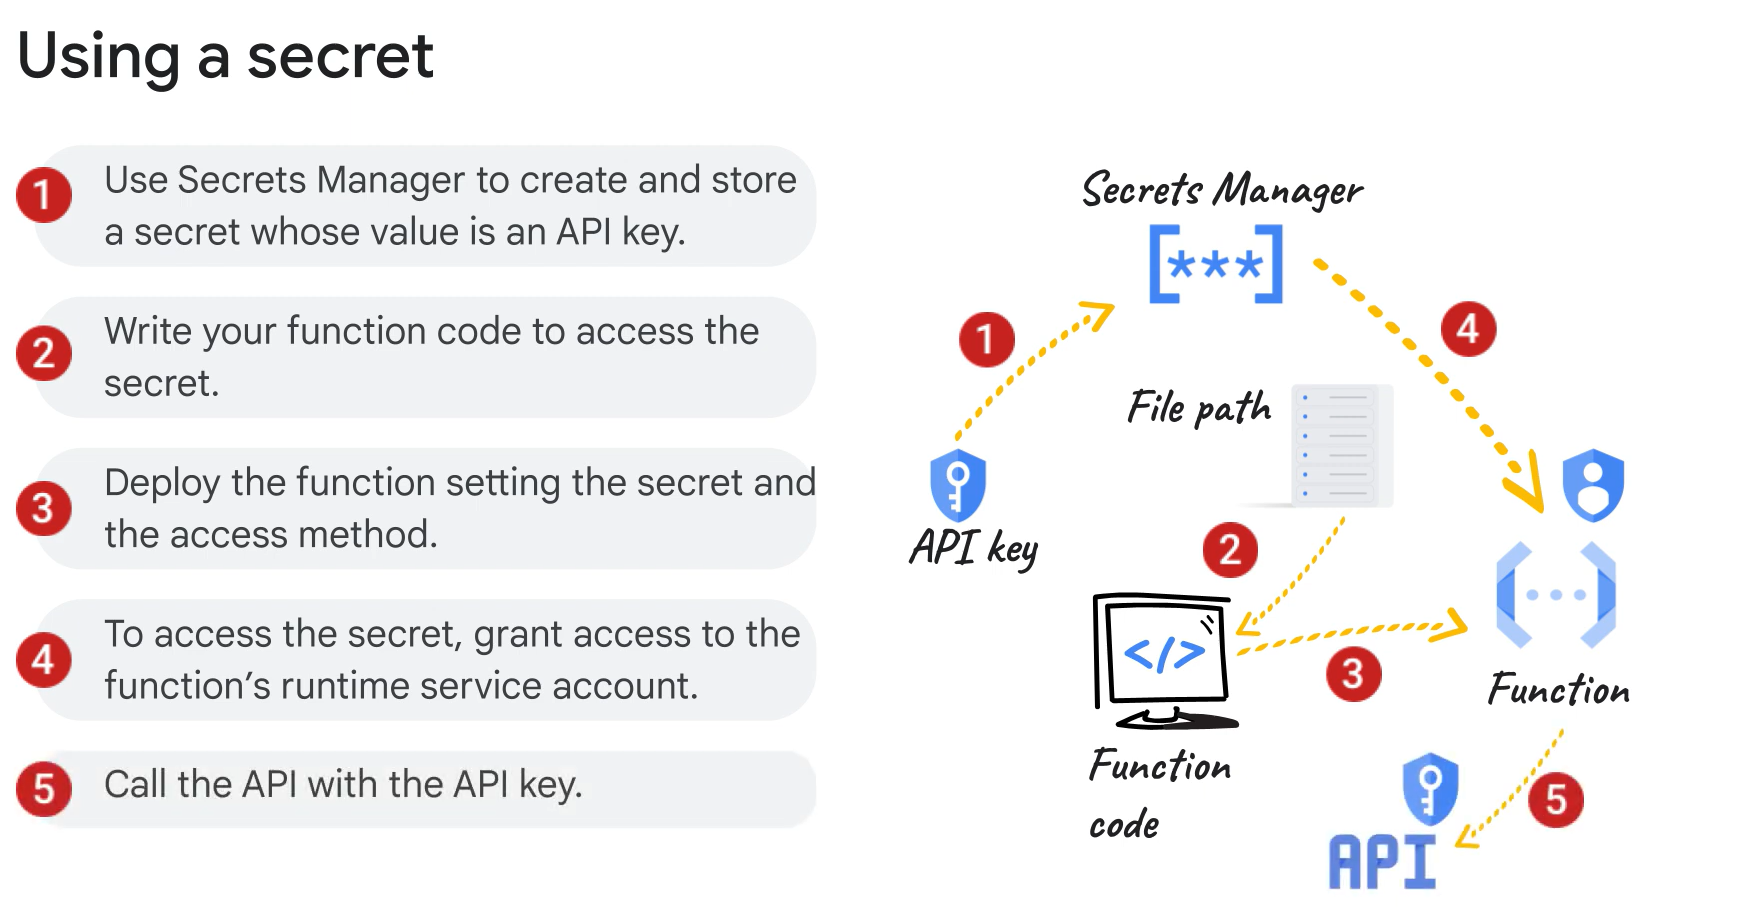 Using a secret
1
Use Secrets Manager to create and store
a secret whose value is an API key.
2
Write your function code to access the
secret.
3
Deploy the function setting the secret and
the access method.
4
To access the secret, grant access to the
function’s runtime service account.
5
Call the API with the API key.
Secrets Manager
[***]
1
4
File path
API key
2
</>
3
Function
Function
code
5
API